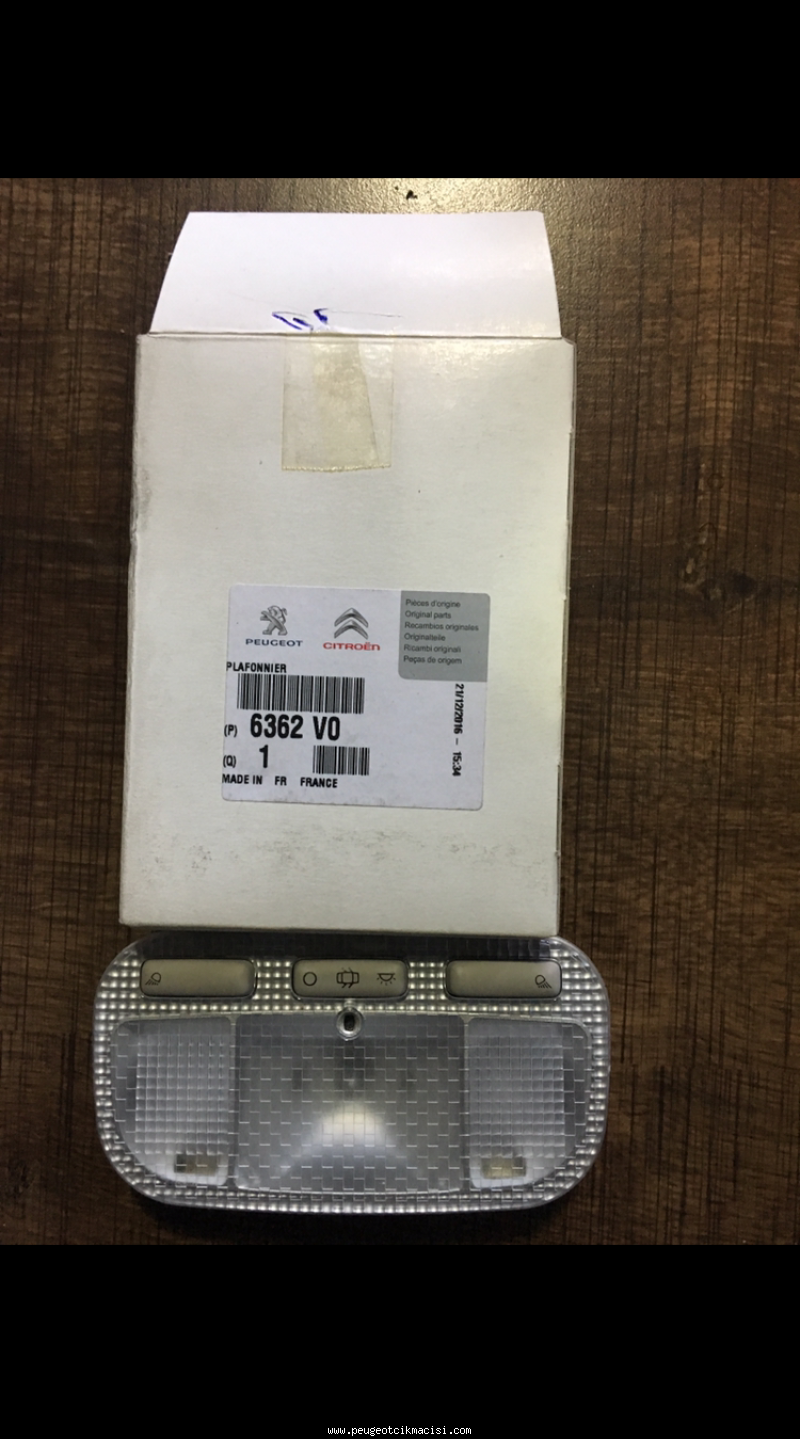 PEUGEOT
CITROËN
Pièces d'origine
Original parts
Recambios originales
Originalteile
Ricambi originali
Peças de origem
PLAFONNIER
(P) 6362 V0
(Q) 1
MADE IN FR FRANCE
21/12/2016 - 15:34
www.peugeotcikmacisi.com